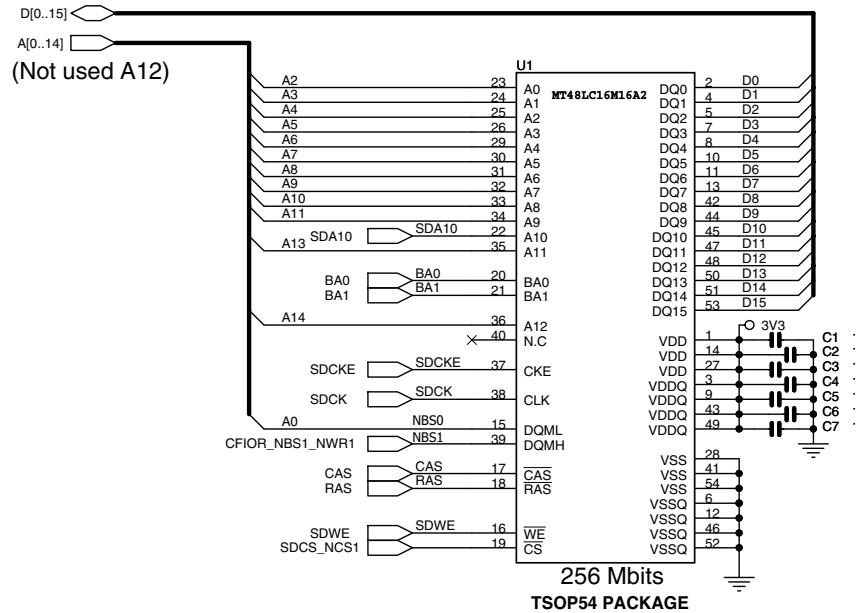 D[0..15]
A[0..14]
(Not used A12)
U1
MT48LC16M16A2
A2 23 A0 DQ0 2 D0
A3 24 A1 DQ1 4 D1
A4 25 A2 DQ2 5 D2
A5 26 A3 DQ3 7 D3
A6 29 A4 DQ4 8 D4
A7 30 A5 DQ5 10 D5
A8 31 A6 DQ6 11 D6
A9 32 A7 DQ7 13 D7
A10 33 A8 DQ8 42 D8
A11 34 A9 DQ9 44 D9
SDA10 SDA10 22 A10 DQ10 45 D10
A13 35 A11 DQ11 47 D11
DQ12 48 D12
BA0 BA0 20 BA0 DQ13 50 D13
BA1 BA1 21 BA1 DQ14 51 D14
DQ15 53 D15
A14 36 A12 3V3
40 N.C VDD 1 C1
VDD 14 C2
SDCKE SDCKE 37 CKE VDD 27 C3
VDDQ 3 C4
SDCK SDCK 38 CLK VDDQ 9 C5
VDDQ 43 C6
A0 NBS0 15 DQML VDDQ 49 C7
CFIOR_NBS1_NWR1 NBS1 39 DQMH
VSS 28
CAS CAS 17 CAS VSS 41
RAS RAS 18 RAS VSS 54
VSSQ 6
VSSQ 12
SDWE SDWE 16 WE VSSQ 46
SDCS_NCS1 19 CS VSSQ 52
256 Mbits
TSOP54 PACKAGE